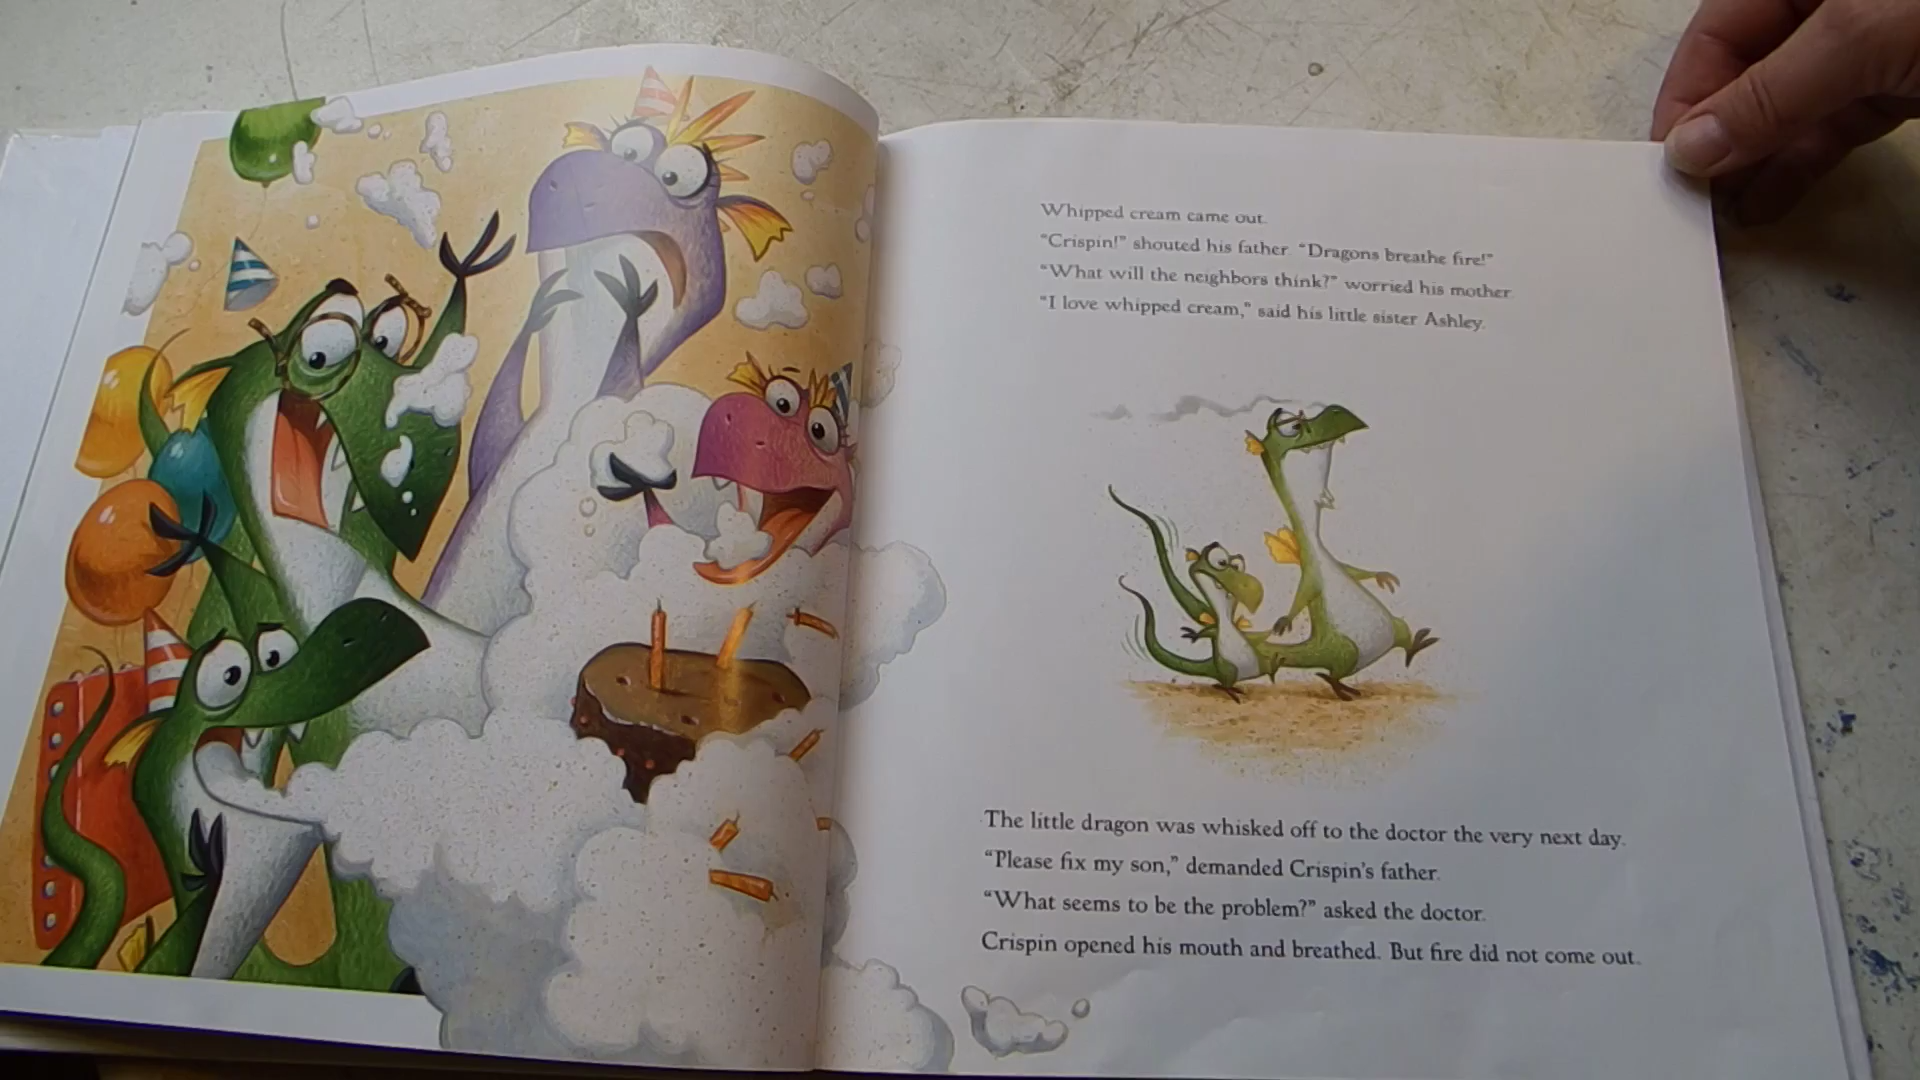 Whipped cream came out.
“Crispin!” shouted his father. “Dragons breathe fire!”
“What will the neighbors think?” worried his mother.
“I love whipped cream,” said his little sister Ashley.
The little dragon was whisked off to the doctor the very next day.
“Please fix my son,” demanded Crispin’s father.
“What seems to be the problem?” asked the doctor.
Crispin opened his mouth and breathed. But fire did not come out.